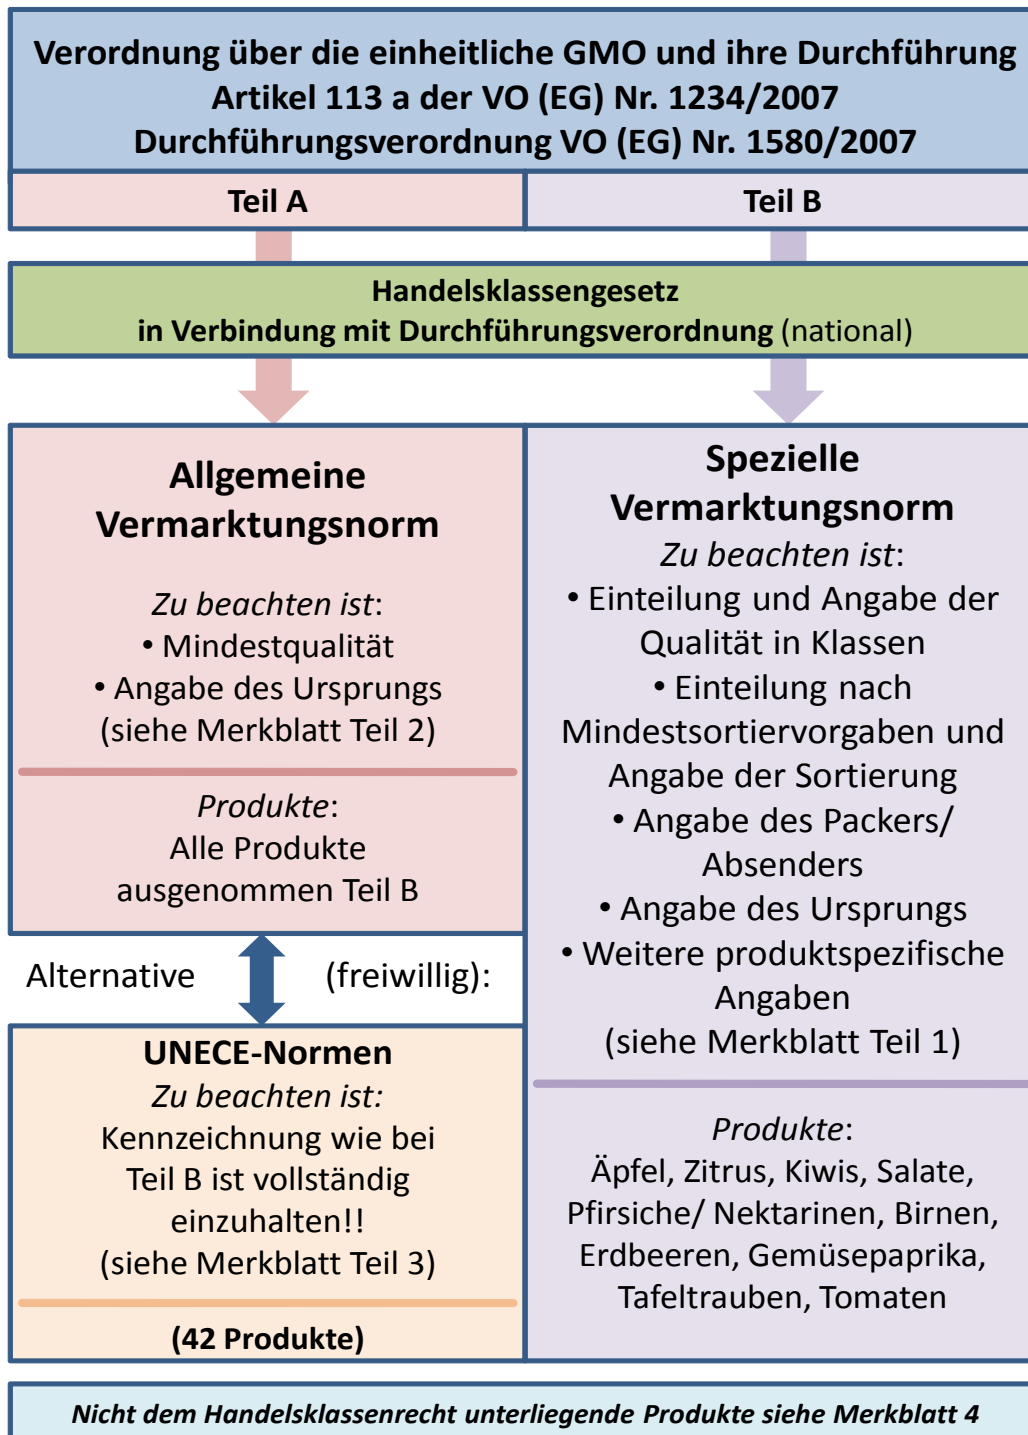 Verordnung über die einheitliche GMO und ihre Durchführung
Artikel 113 a der VO (EG) Nr. 1234/2007
Durchführungsverordnung VO (EG) Nr. 1580/2007
Teil A
Teil B
Handelsklassengesetz
in Verbindung mit Durchführungsverordnung (national)
Allgemeine
Vermarktungsnorm
Zu beachten ist:
• Mindestqualität
• Angabe des Ursprungs
(siehe Merkblatt Teil 2)
Produkte:
Alle Produkte
ausgenommen Teil B
Alternative (freiwillig):
UNECE-Normen
Zu beachten ist:
Kennzeichnung wie bei
Teil B ist vollständig
einzuhalten!!
(siehe Merkblatt Teil 3)
(42 Produkte)
Spezielle
Vermarktungsnorm
Zu beachten ist:
• Einteilung und Angabe der
Qualität in Klassen
• Einteilung nach
Mindestsortiervorgaben und
Angabe der Sortierung
• Angabe des Packers/
Absenders
• Angabe des Ursprungs
• Weitere produktspezifische
Angaben
(siehe Merkblatt Teil 1)
Produkte:
Äpfel, Zitrus, Kiwis, Salate,
Pfirsiche/ Nektarinen, Birnen,
Erdbeeren, Gemüsepaprika,
Tafeltrauben, Tomaten
Nicht dem Handelsklassenrecht unterliegende Produkte siehe Merkblatt 4